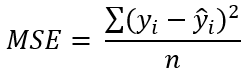 MSE = ∑(yᵢ − ŷᵢ)² / n